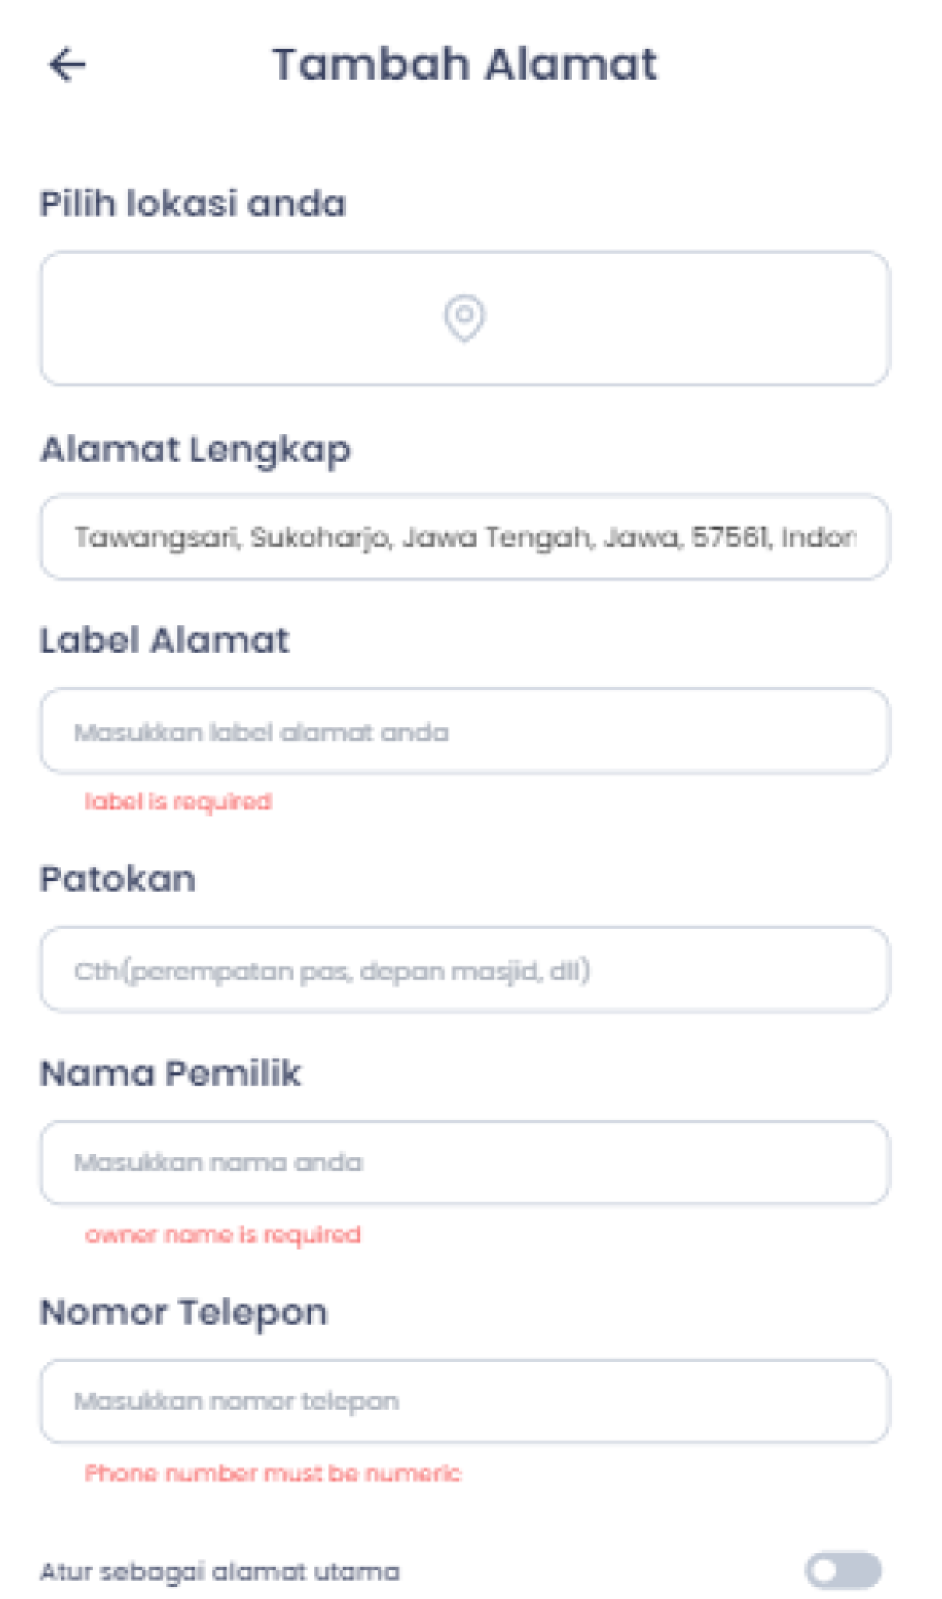 Tambah Alamat
Pilih lokasi anda
Alamat Lengkap
Tawangsari, Sukoharjo, Jawa Tengah, Jawa, 57561, Indon
Label Alamat
Masukkan label alamat anda
label is required
Patokan
Cth(perempatan pas, depan masjid, dll)
Nama Pemilik
Masukkan nama anda
owner name is required
Nomor Telepon
Masukkan nomor telepon
Phone number must be numeric
Atur sebagai alamat utama